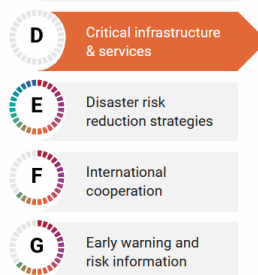 D
Critical infrastructure
& services
E
Disaster risk
reduction strategies
F
International
cooperation
G
Early warning and
risk information